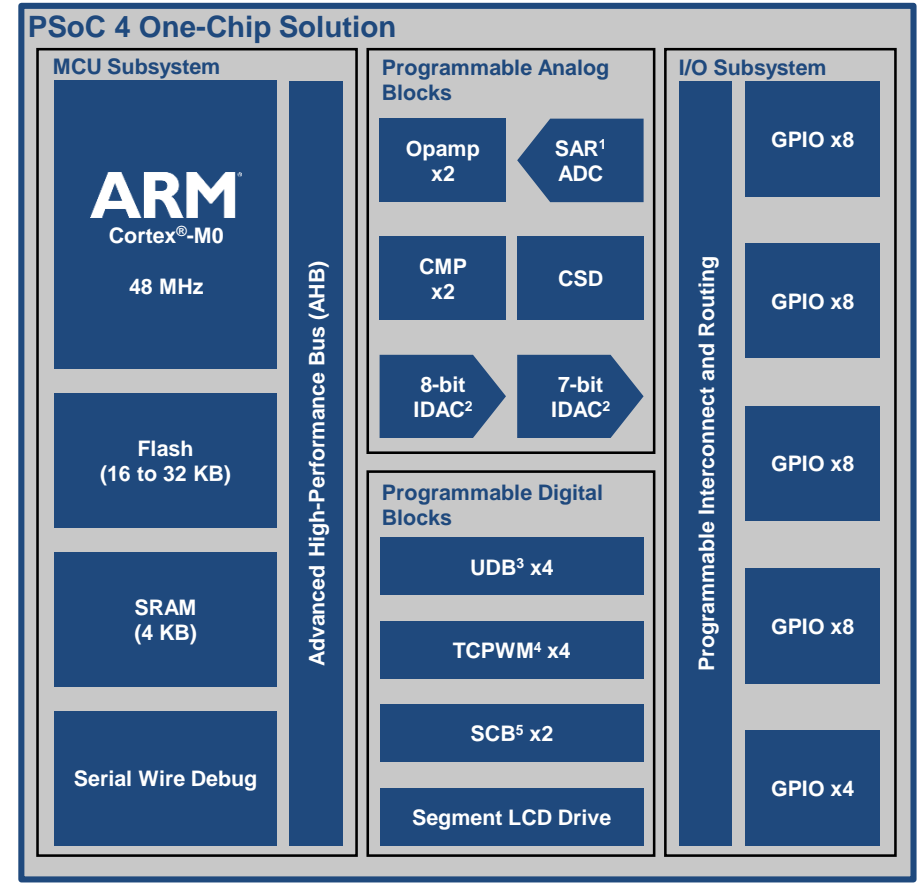 PSoC 4 One-Chip Solution
MCU Subsystem
ARM®
Cortex®-M0
48 MHz
Flash
(16 to 32 KB)
SRAM
(4 KB)
Serial Wire Debug
Advanced High-Performance Bus (AHB)
Programmable Analog
Blocks
Opamp
x2
SAR¹
ADC
CMP
x2
CSD
8-bit
IDAC²
7-bit
IDAC²
Programmable Digital
Blocks
UDB³ x4
TCPWM⁴ x4
SCB⁵ x2
Segment LCD Drive
I/O Subsystem
Programmable Interconnect and Routing
GPIO x8
GPIO x8
GPIO x8
GPIO x8
GPIO x4